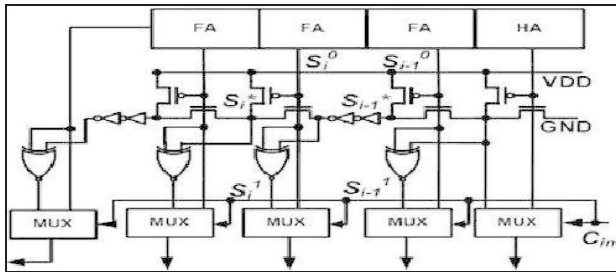 FA FA FA HA
S_i^0 S_{i-1}^0
VDD
S_i^* S_{i-1}^*
GND
S_i^1 S_{i-1}^1
MUX MUX MUX MUX MUX
C_in